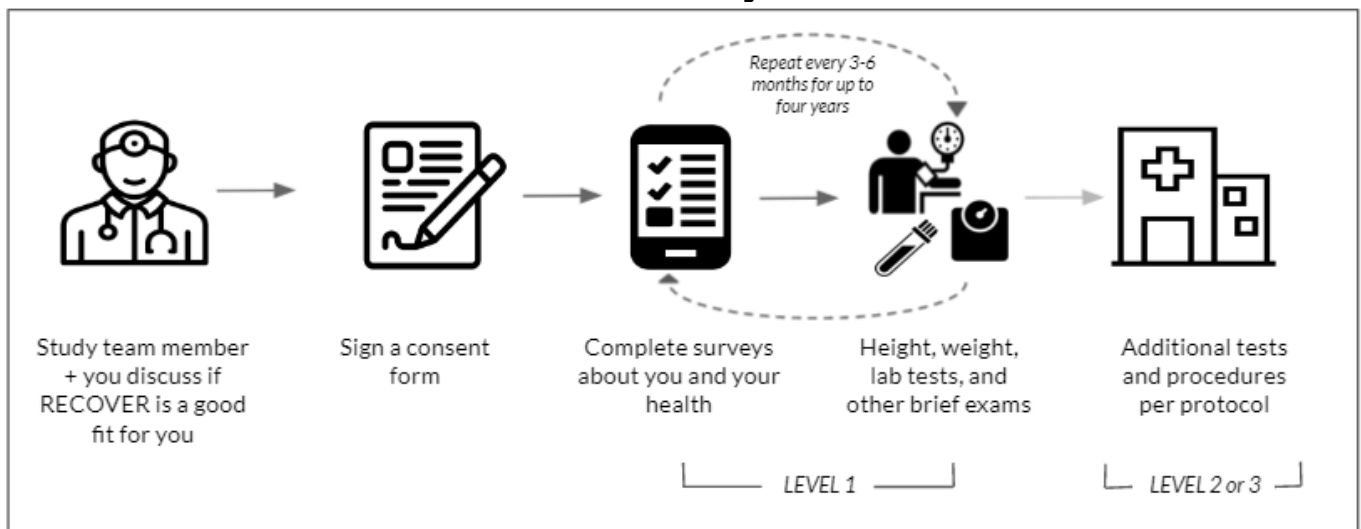 Repeat every 3-6
months for up to
four years
Study team member
+ you discuss if
RECOVER is a good
fit for you
Sign a consent
form
Complete surveys
about you and your
health
Height, weight,
lab tests, and
other brief exams
Additional tests
and procedures
per protocol
LEVEL 1
LEVEL 2 or 3